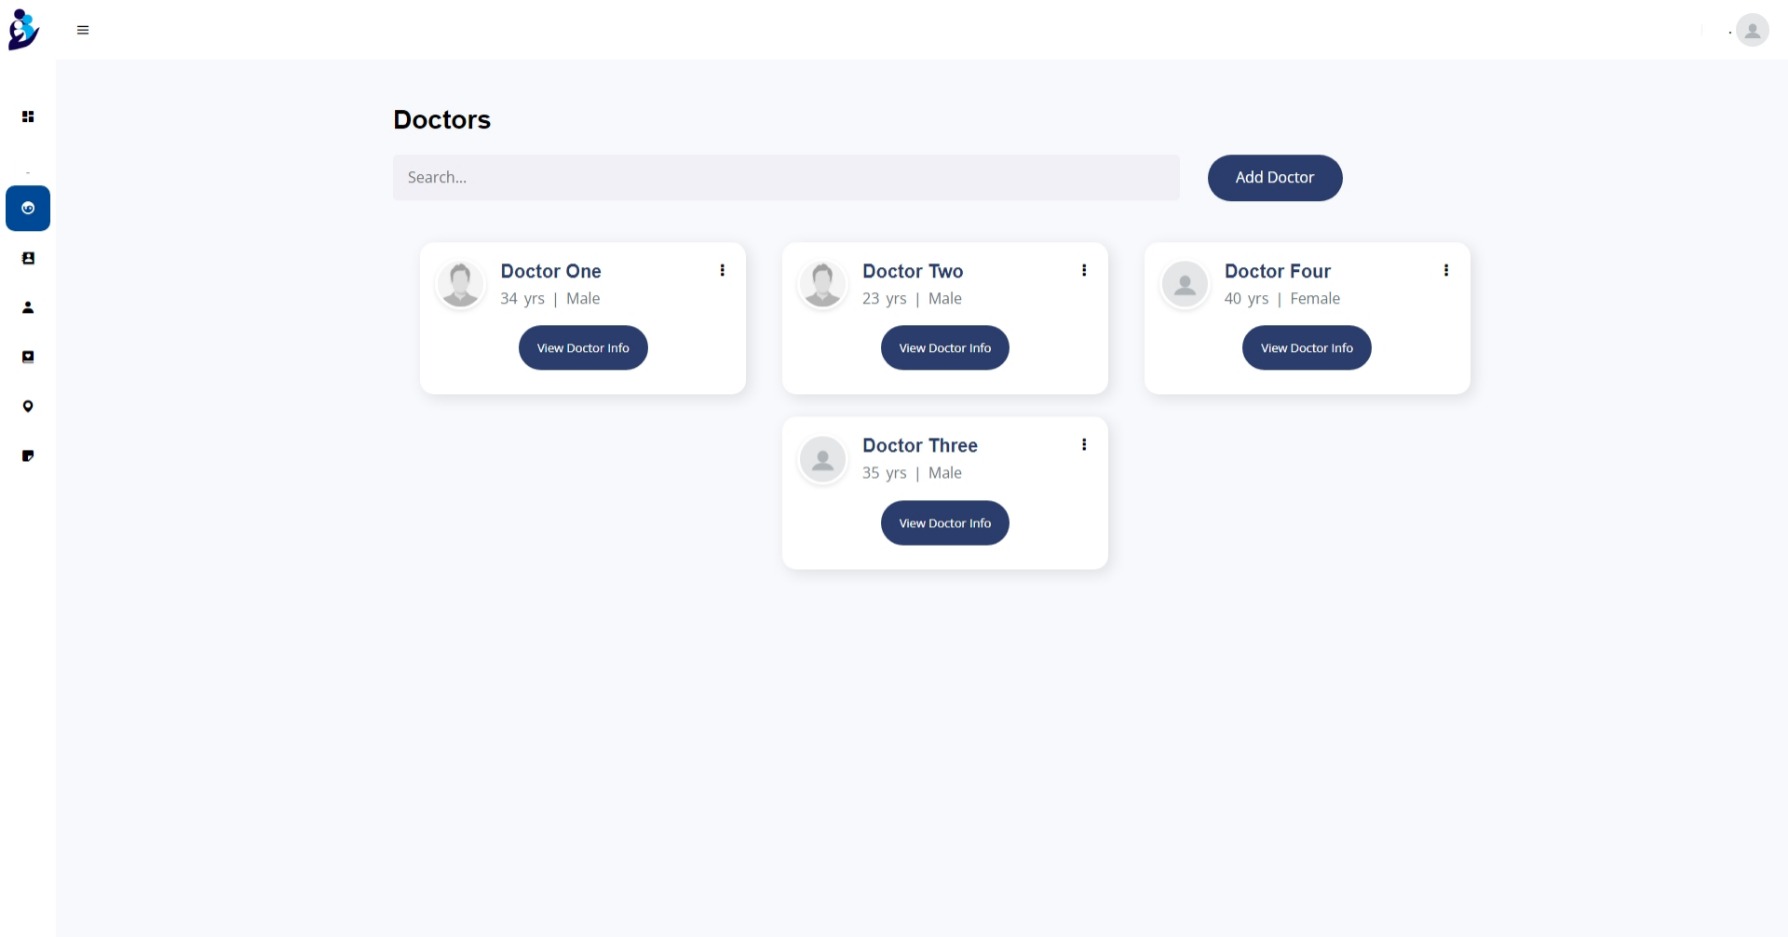 Doctors
Search...
Add Doctor
Doctor One
34 yrs | Male
View Doctor Info
Doctor Two
23 yrs | Male
View Doctor Info
Doctor Four
40 yrs | Female
View Doctor Info
Doctor Three
35 yrs | Male
View Doctor Info